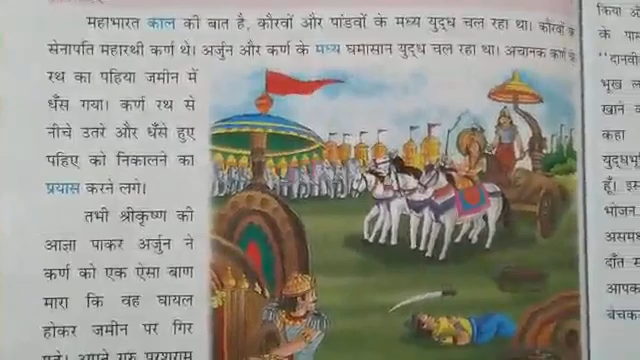 महाभारत काल की बात है, कौरवों और पांडवों के मध्य युद्ध चल रहा था। कौरवों
सेनापति महारथी कर्ण थे। अर्जुन और कर्ण के मध्य घमासान युद्ध चल रहा था। अचानक कर्ण
रथ का पहिया जमीन में
धँस गया। कर्ण रथ से
नीचे उतरे और धँसे हुए
पहिए को निकालने का
प्रयास करने लगे।
तभी श्रीकृष्ण की
आज्ञा पाकर अर्जुन ने
कर्ण को एक ऐसा बाण
मारा कि वह घायल
होकर जमीन पर गिर
किया
के पास
"दानवी
भूख
खाने
कहा
युद्धभू
हूँ। इस
भोजन
असम
दाँत
आपक
बेचक